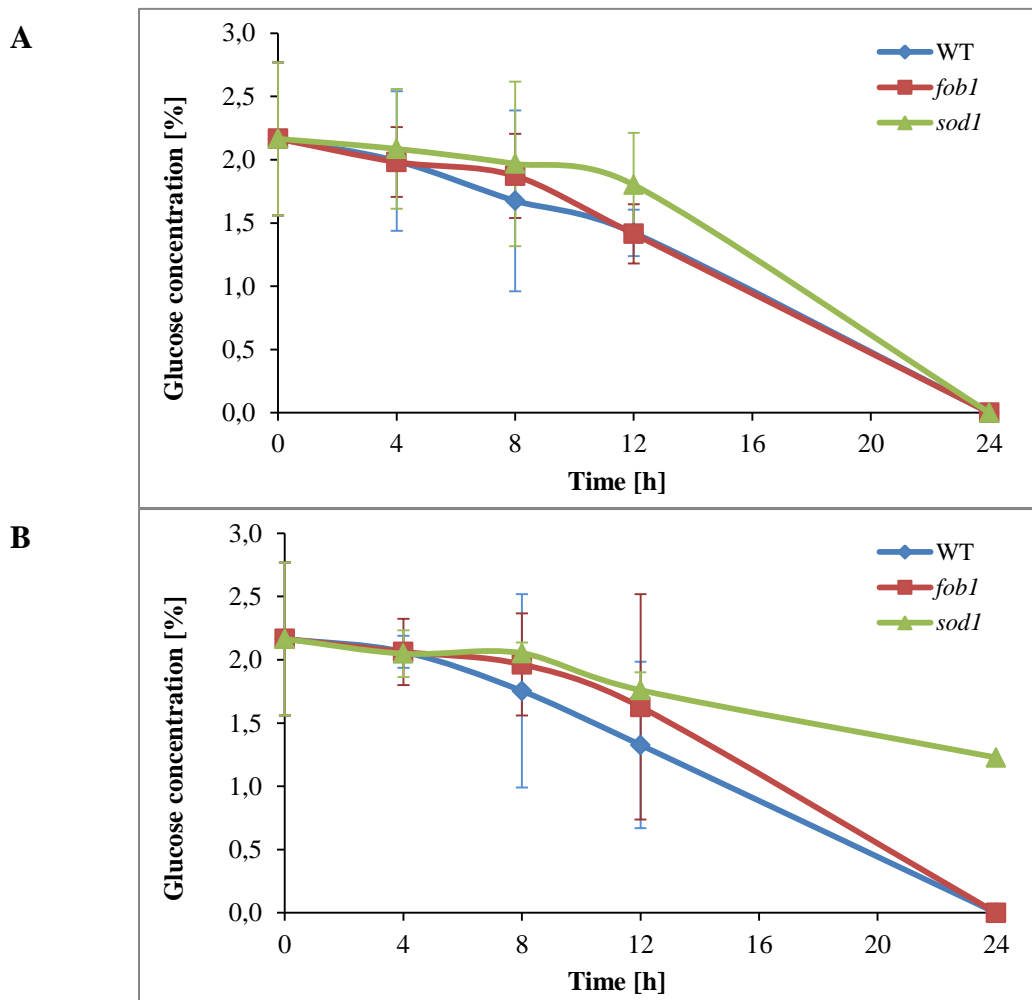 A
Glucose concentration [%]
3,0
2,5
2,0
1,5
1,0
0,5
0,0
WT
fob1
sod1
0 4 8 12 16 20 24
Time [h]
B
Glucose concentration [%]
3,0
2,5
2,0
1,5
1,0
0,5
0,0
WT
fob1
sod1
0 4 8 12 16 20 24
Time [h]